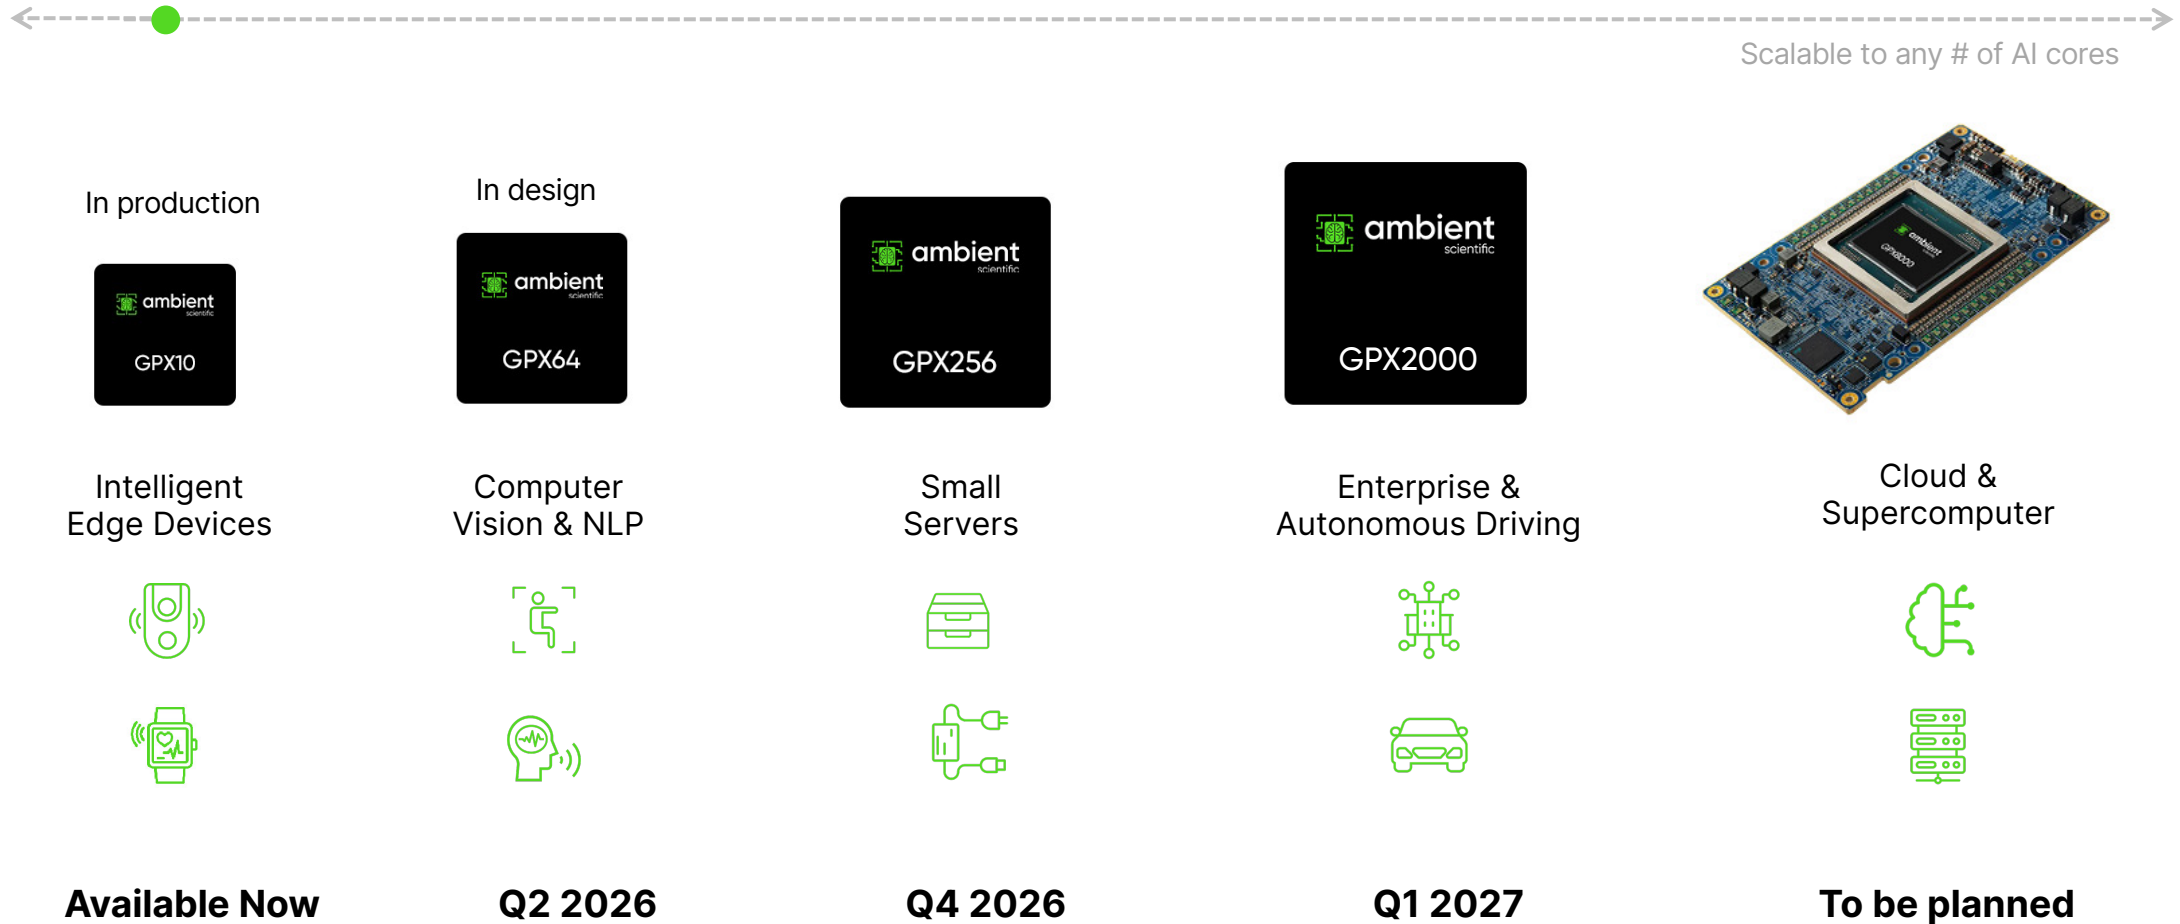 Scalable to any # of AI cores
In production
ambient
scientific
GPX10
Intelligent
Edge Devices
Available Now
In design
ambient
scientific
GPX64
Computer
Vision & NLP
Q2 2026
ambient
scientific
GPX256
Small
Servers
Q4 2026
ambient
scientific
GPX2000
Enterprise &
Autonomous Driving
Q1 2027
ambient
GPX8000
Cloud &
Supercomputer
To be planned